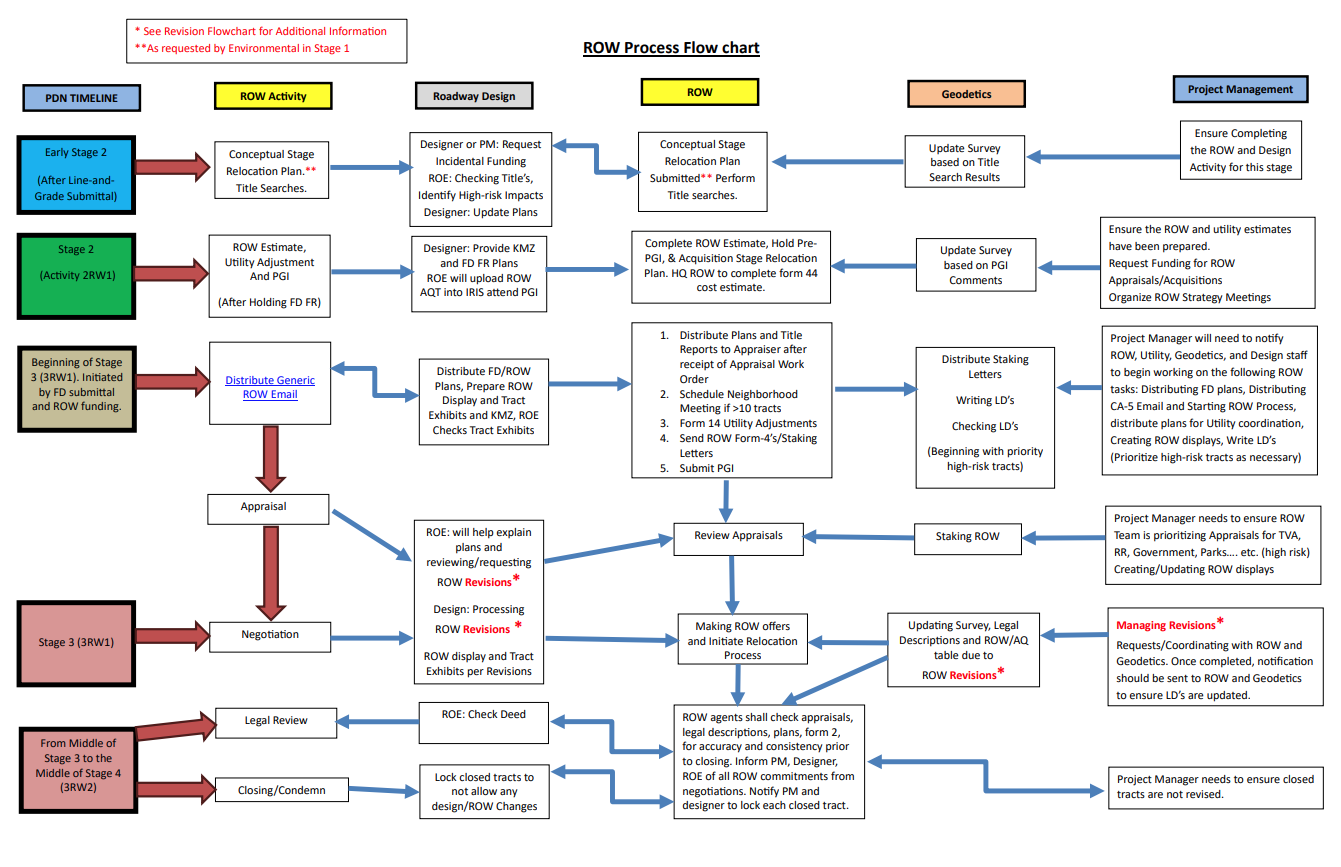 * See Revision Flowchart for Additional Information
**As requested by Environmental in Stage 1
ROW Process Flow chart
PDN TIMELINE
ROW Activity
Roadway Design
ROW
Geodetics
Project Management
Early Stage 2
(After Line-and-
Grade Submittal)
Conceptual Stage
Relocation Plan.**
Title Searches.
Designer or PM: Request
Incidental Funding
ROE: Checking Title's,
Identify High-risk Impacts
Designer: Update Plans
Conceptual Stage
Relocation Plan
Submitted** Perform
Title searches.
Update Survey
based on Title
Search Results
Ensure Completing
the ROW and Design
Activity for this stage
Stage 2
(Activity 2RW1)
ROW Estimate,
Utility Adjustment
And PGI
(After Holding FD FR)
Designer: Provide KMZ
and FD FR Plans
ROE will upload ROW
AQT into IRIS attend PGI
Complete ROW Estimate, Hold Pre-
PGI, & Acquisition Stage Relocation
Plan. HQ ROW to complete form 44
cost estimate.
Update Survey
based on PGI
Comments
Ensure the ROW and utility estimates
have been prepared.
Request Funding for ROW
Appraisals/Acquisitions
Organize ROW Strategy Meetings
Beginning of Stage
3 (3RW1). Initiated
by FD submittal
and ROW funding.
Distribute Generic
ROW Email
Distribute FD/ROW
Plans, Prepare ROW
Display and Tract
Exhibits and KMZ, ROE
Checks Tract Exhibits
1. Distribute Plans and Title
Reports to Appraiser after
receipt of Appraisal Work
Order
2. Schedule Neighborhood
Meeting if >10 tracts
3. Form 14 Utility Adjustments
4. Send ROW Form-4's/Staking
Letters
5. Submit PGI
Distribute Staking
Letters
Writing LD's
Checking LD's
(Beginning with priority
high-risk tracts)
Project Manager will need to notify
ROW, Utility, Geodetics, and Design staff
to begin working on the following ROW
tasks: Distributing FD plans, Distributing
CA-5 Email and Starting ROW Process,
distribute plans for Utility coordination,
Creating ROW displays, Write LD's
(Prioritize high-risk tracts as necessary)
Appraisal
ROE: will help explain
plans and
reviewing/requesting
ROW Revisions*
Design: Processing
ROW Revisions *
ROW display and Tract
Exhibits per Revisions
Review Appraisals
Staking ROW
Project Manager needs to ensure ROW
Team is prioritizing Appraisals for TVA,
RR, Government, Parks…. etc. (high risk)
Creating/Updating ROW displays
Stage 3 (3RW1)
Negotiation
Making ROW offers
and Initiate Relocation
Process
Updating Survey, Legal
Descriptions and ROW/AQ
table due to
ROW Revisions*
Managing Revisions*
Requests/Coordinating with ROW and
Geodetics. Once completed, notification
should be sent to ROW and Geodetics
to ensure LD's are updated.
From Middle of
Stage 3 to the
Middle of Stage 4
(3RW2)
Legal Review
ROE: Check Deed
Closing/Condemn
Lock closed tracts to
not allow any
design/ROW Changes
ROW agents shall check appraisals,
legal descriptions, plans, form 2,
for accuracy and consistency prior
to closing. Inform PM, Designer,
ROE of all ROW commitments from
negotiations. Notify PM and
designer to lock each closed tract.
Project Manager needs to ensure closed
tracts are not revised.